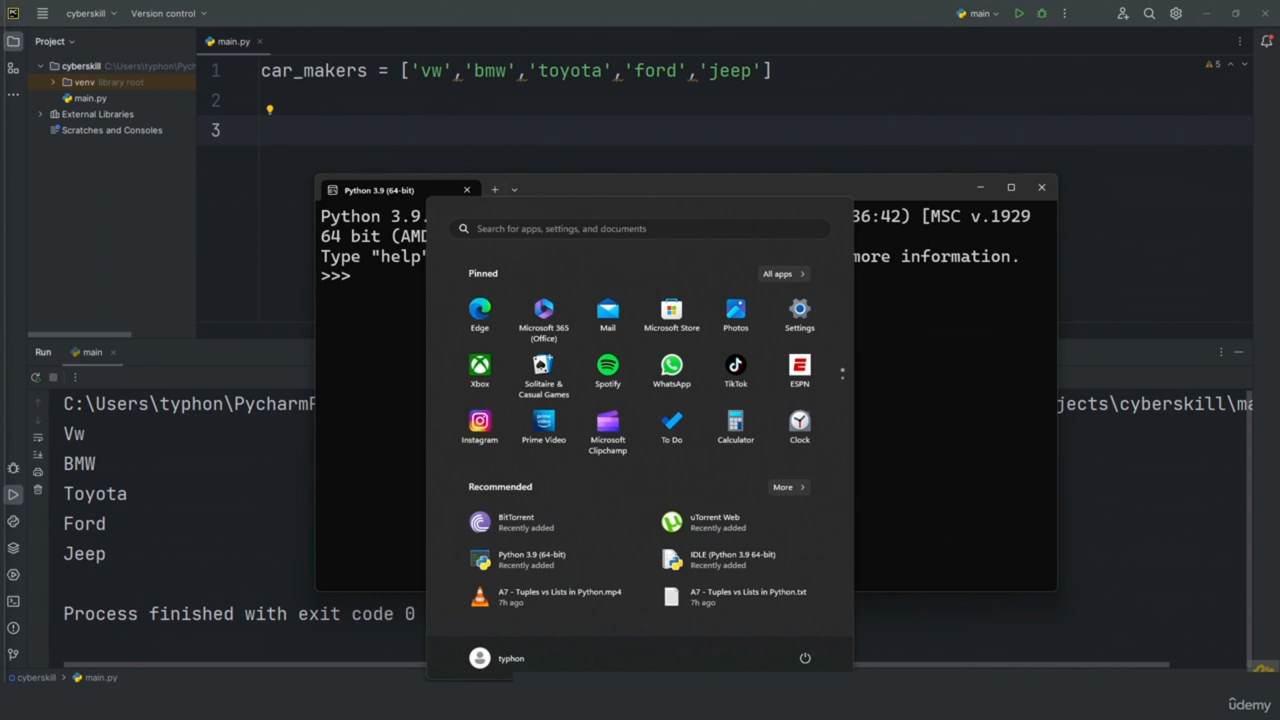 cyberskill
Version control
main
Project
main.py
cyberskill C:\Users\typhon\Pych
venv library root
main.py
External Libraries
Scratches and Consoles
1 car_makers = ['vw','bmw','toyota','ford','jeep']
2
3
5
Python 3.9 (64-bit)
Python 3.9. 36:42) [MSC v.1929
64 bit (AMD
Type "help" more information.
>>>
Search for apps, settings, and documents
Pinned
All apps
Edge
Microsoft 365 (Office)
Mail
Microsoft Store
Photos
Settings
Xbox
Solitaire & Casual Games
Spotify
WhatsApp
TikTok
ESPN
Instagram
Prime Video
Microsoft Clipchamp
To Do
Calculator
Clock
Recommended
More
BitTorrent
Recently added
uTorrent Web
Recently added
Python 3.9 (64-bit)
Recently added
IDLE (Python 3.9 64-bit)
Recently added
A7 - Tuples vs Lists in Python.mp4
7h ago
A7 - Tuples vs Lists in Python.txt
7h ago
typhon
Run
main
C:\Users\typhon\PycharmP jects\cyberskill\ma
Vw
BMW
Toyota
Ford
Jeep
Process finished with exit code 0
cyberskill > main.py
ûdemy